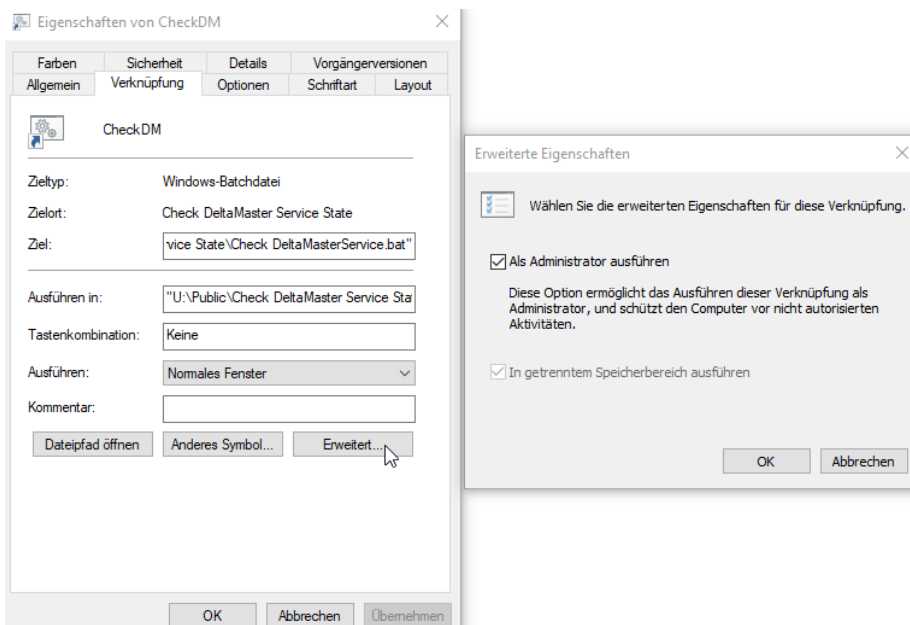 Eigenschaften von CheckDM
Farben Sicherheit Details Vorgängerversionen
Allgemein Verknüpfung Optionen Schriftart Layout
CheckDM
Zieltyp: Windows-Batchdatei
Zielort: Check DeltaMaster Service State
Ziel: vice State\Check DeltaMasterService.bat"
Ausführen in: "U:\Public\Check DeltaMaster Service Sta
Tastenkombination: Keine
Ausführen: Normales Fenster
Kommentar:
Dateipfad öffnen Anderes Symbol... Erweitert...
OK Abbrechen Übernehmen
Erweiterte Eigenschaften
Wählen Sie die erweiterten Eigenschaften für diese Verknüpfung.
Als Administrator ausführen
Diese Option ermöglicht das Ausführen dieser Verknüpfung als
Administrator, und schützt den Computer vor nicht autorisierten
Aktivitäten.
In getrenntem Speicherbereich ausführen
OK Abbrechen